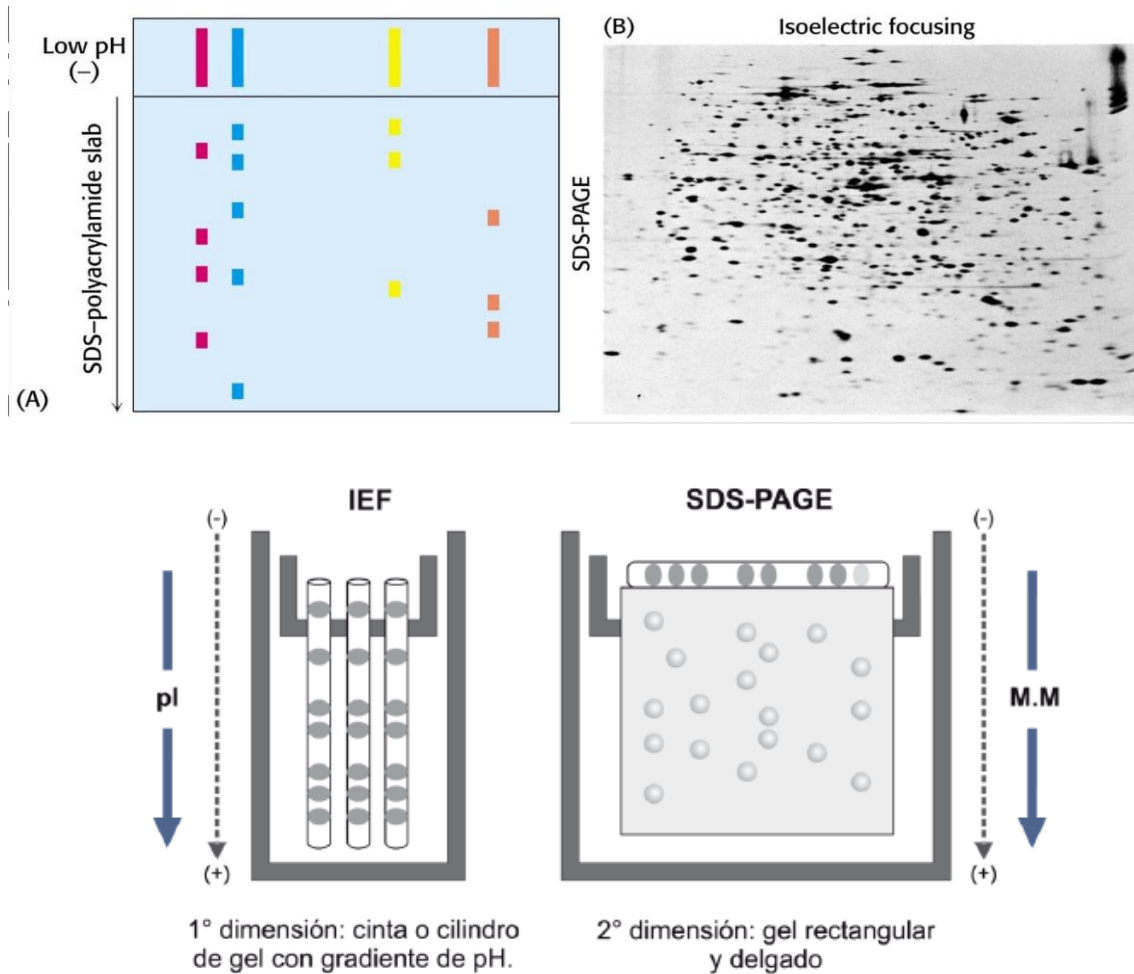 Low pH
(–)
SDS–polyacrylamide slab
(A)
(B)
Isoelectric focusing
SDS-PAGE
IEF
(-)
pI
(+)
SDS-PAGE
(-)
M.M
(+)
1° dimensión: cinta o cilindro
de gel con gradiente de pH.
2° dimensión: gel rectangular
y delgado